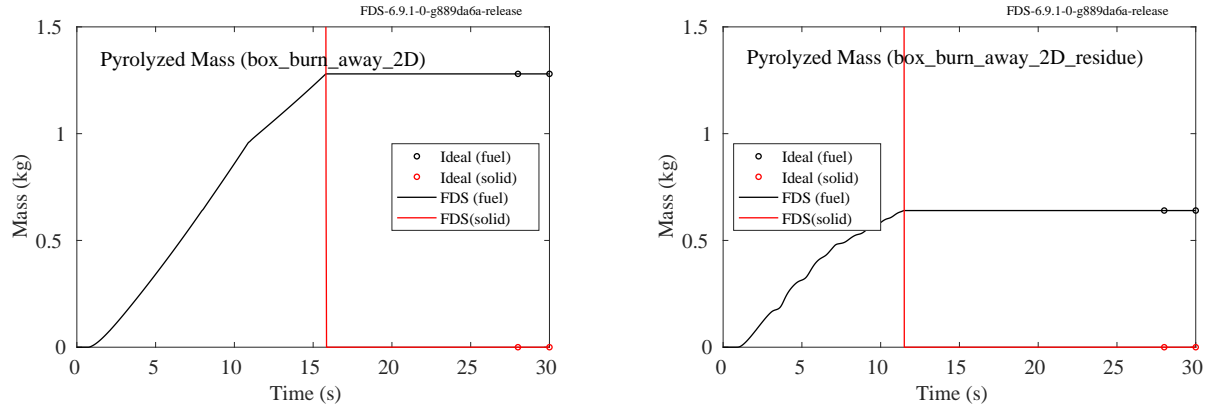 FDS-6.9.1-0-g889da6a-release
1.5
Pyrolyzed Mass (box_burn_away_2D)
1
Mass (kg)
0.5
0
Ideal (fuel)
Ideal (solid)
FDS (fuel)
FDS(solid)
0 5 10 15 20 25 30
Time (s)
FDS-6.9.1-0-g889da6a-release
1.5
Pyrolyzed Mass (box_burn_away_2D_residue)
1
Mass (kg)
0.5
0
Ideal (fuel)
Ideal (solid)
FDS (fuel)
FDS(solid)
0 5 10 15 20 25 30
Time (s)